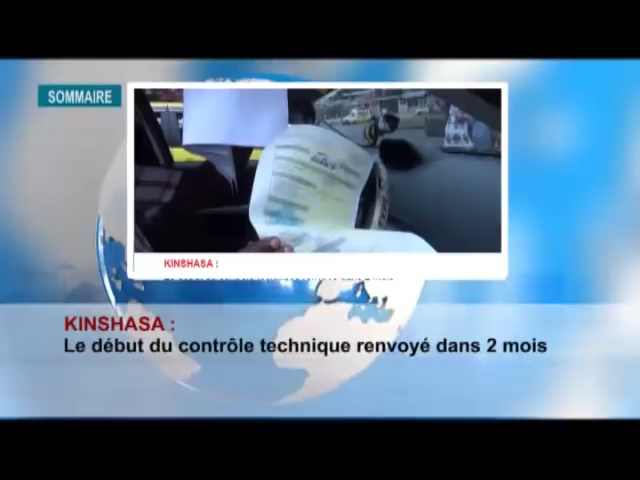 SOMMAIRE
KINSHASA :
KINSHASA :
Le début du contrôle technique renvoyé dans 2 mois